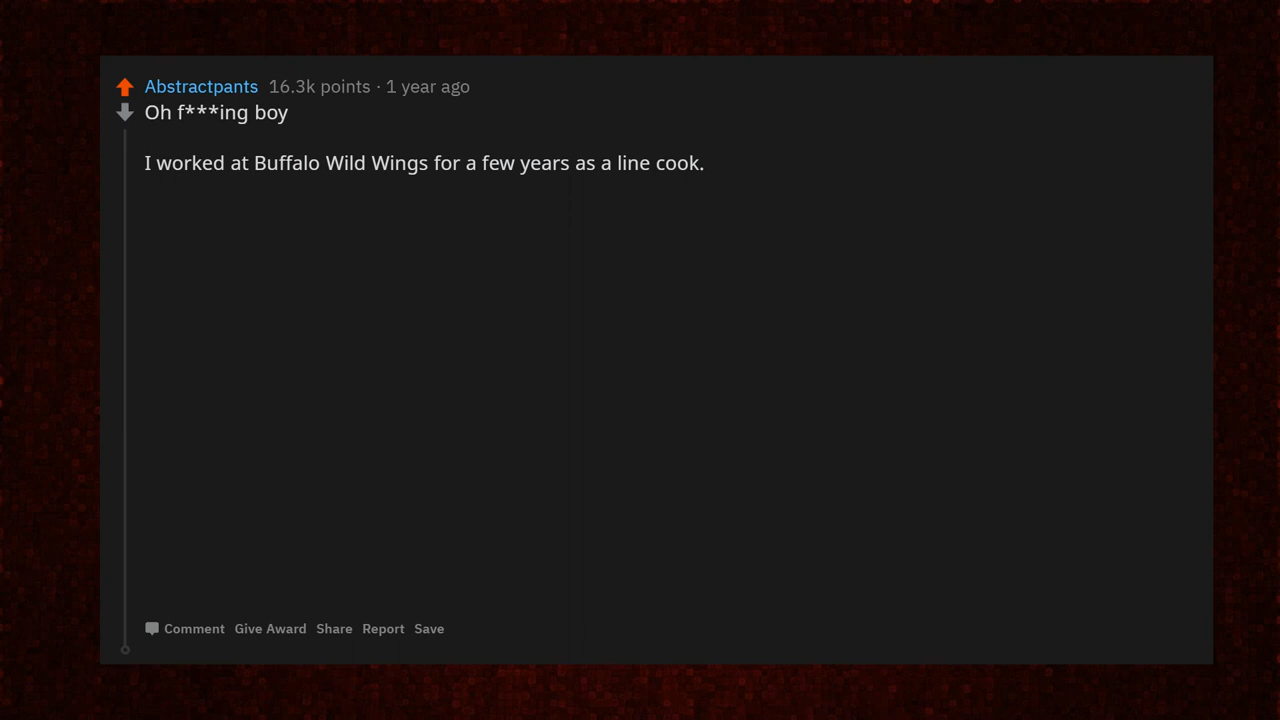 Abstractpants 16.3k points · 1 year ago
Oh f***ing boy
I worked at Buffalo Wild Wings for a few years as a line cook.
Comment Give Award Share Report Save